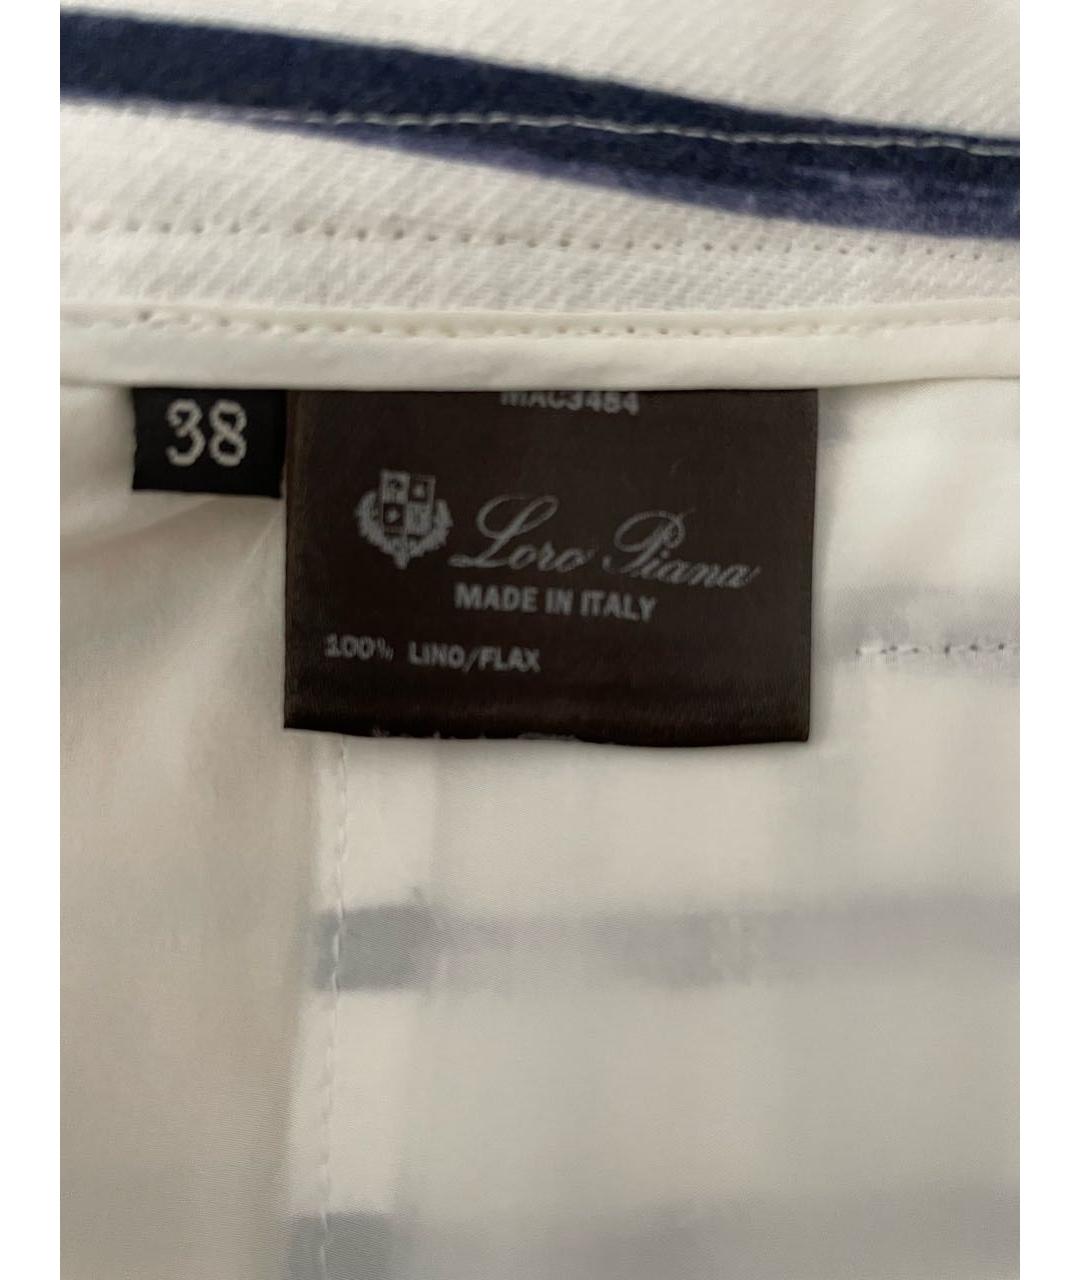 38
MAC3484
Loro Piana
MADE IN ITALY
100% LINO/FLAX